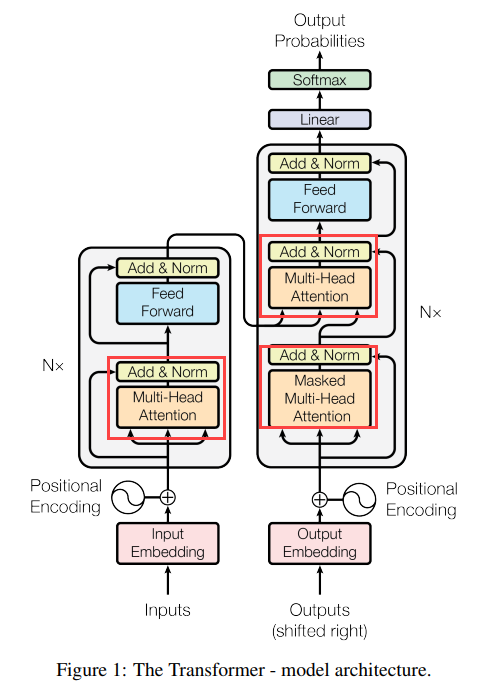 Output
Probabilities
Softmax
Linear
Add & Norm
Feed
Forward
Add & Norm
Multi-Head
Attention
Add & Norm
Masked
Multi-Head
Attention
N×
Add & Norm
Feed
Forward
Add & Norm
Multi-Head
Attention
N×
Positional
Encoding
Positional
Encoding
Input
Embedding
Output
Embedding
Inputs
Outputs
(shifted right)
Figure 1: The Transformer - model architecture.